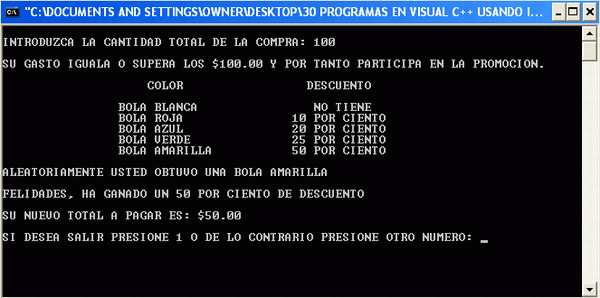 "C:\DOCUMENTS AND SETTINGS\OWNER\DESKTOP\30 PROGRAMAS EN VISUAL C++ USANDO I...
INTRODUZCA LA CANTIDAD TOTAL DE LA COMPRA: 100
SU GASTO IGUALA O SUPERA LOS $100.00 Y POR TANTO PARTICIPA EN LA PROMOCION.
COLOR DESCUENTO
BOLA BLANCA NO TIENE
BOLA ROJA 10 POR CIENTO
BOLA AZUL 20 POR CIENTO
BOLA VERDE 25 POR CIENTO
BOLA AMARILLA 50 POR CIENTO
ALEATORIAMENTE USTED OBTUVO UNA BOLA AMARILLA
FELIDADES, HA GANADO UN 50 POR CIENTO DE DESCUENTO
SU NUEVO TOTAL A PAGAR ES: $50.00
SI DESEA SALIR PRESIONE 1 O DE LO CONTRARIO PRESIONE OTRO NUMERO: _